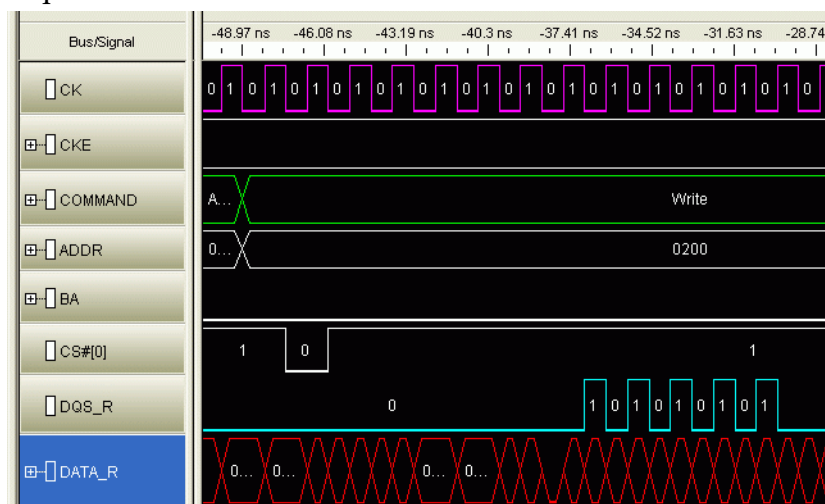 Bus/Signal -48.97 ns -46.08 ns -43.19 ns -40.3 ns -37.41 ns -34.52 ns -31.63 ns -28.74
CK 0 1 0 1 0 1 0 1 0 1 0 1 0 1 0 1 0 1 0 1 0 1 0 1 0 1 0 1 0
CKE
COMMAND A... Write
ADDR 0... 0200
BA
CS#[0] 1 0 1
DQS_R 0 1 0 1 0 1 0 1 0 1
DATA_R 0... 0... 0... 0...